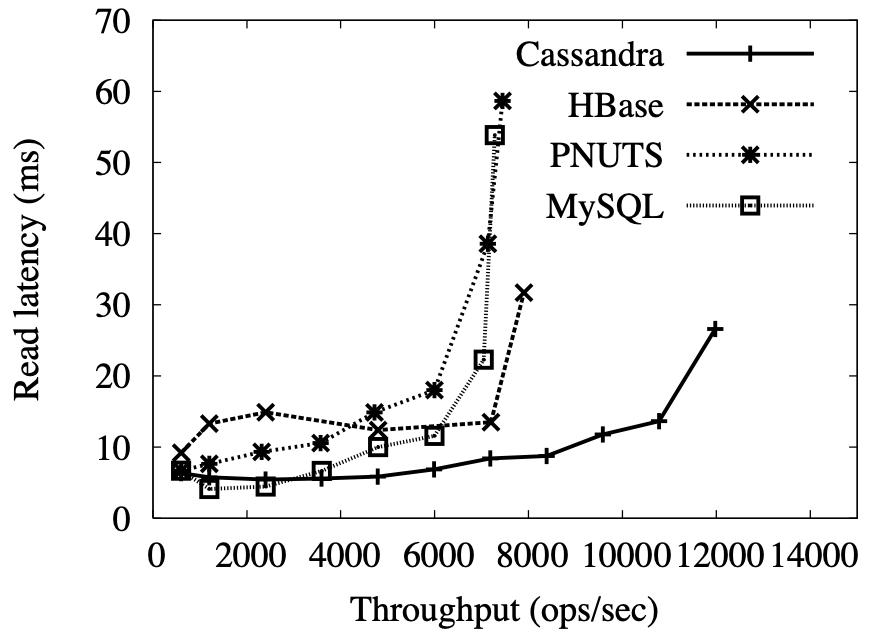 70
60
50
40
30
20
10
0
Read latency (ms)
Cassandra
HBase
PNUTS
MySQL
0 2000 4000 6000 8000 10000 12000 14000
Throughput (ops/sec)